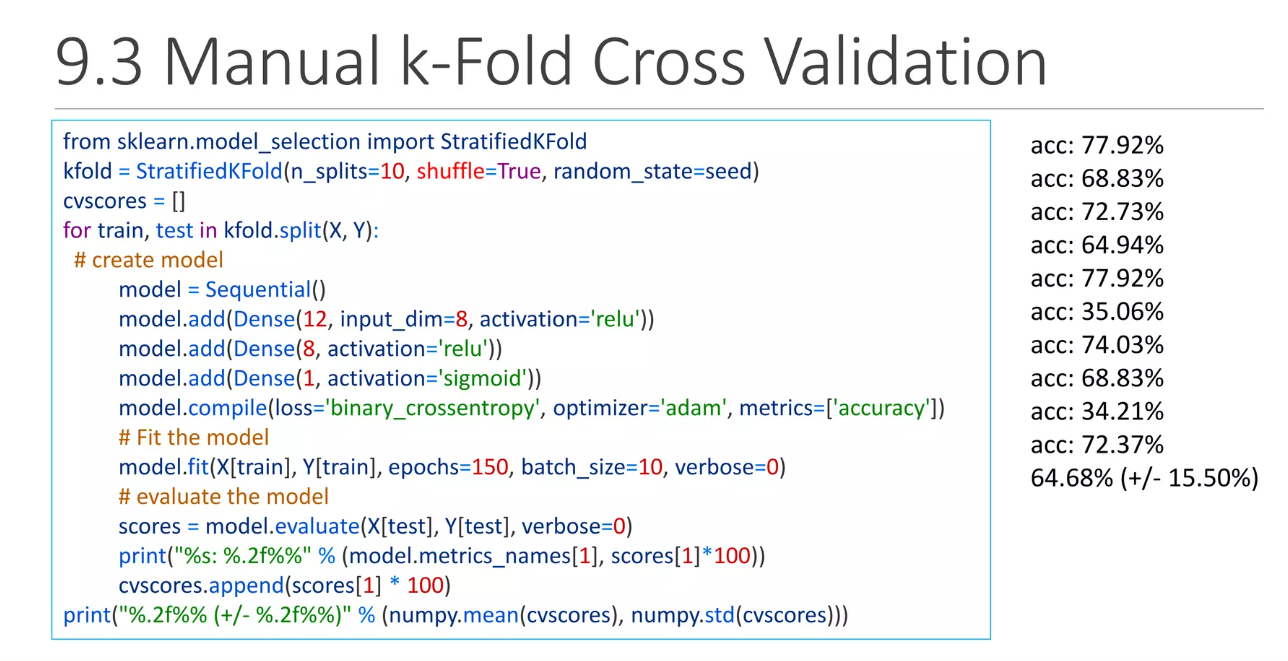 9.3 Manual k-Fold Cross Validation
from sklearn.model_selection import StratifiedKFold
kfold = StratifiedKFold(n_splits=10, shuffle=True, random_state=seed)
cvscores = []
for train, test in kfold.split(X, Y):
# create model
model = Sequential()
model.add(Dense(12, input_dim=8, activation='relu'))
model.add(Dense(8, activation='relu'))
model.add(Dense(1, activation='sigmoid'))
model.compile(loss='binary_crossentropy', optimizer='adam', metrics=['accuracy'])
# Fit the model
model.fit(X[train], Y[train], epochs=150, batch_size=10, verbose=0)
# evaluate the model
scores = model.evaluate(X[test], Y[test], verbose=0)
print("%s: %.2f%%" % (model.metrics_names[1], scores[1]*100))
cvscores.append(scores[1] * 100)
print("%.2f%% (+/- %.2f%%)" % (numpy.mean(cvscores), numpy.std(cvscores)))
acc: 77.92%
acc: 68.83%
acc: 72.73%
acc: 64.94%
acc: 77.92%
acc: 35.06%
acc: 74.03%
acc: 68.83%
acc: 34.21%
acc: 72.37%
64.68% (+/- 15.50%)